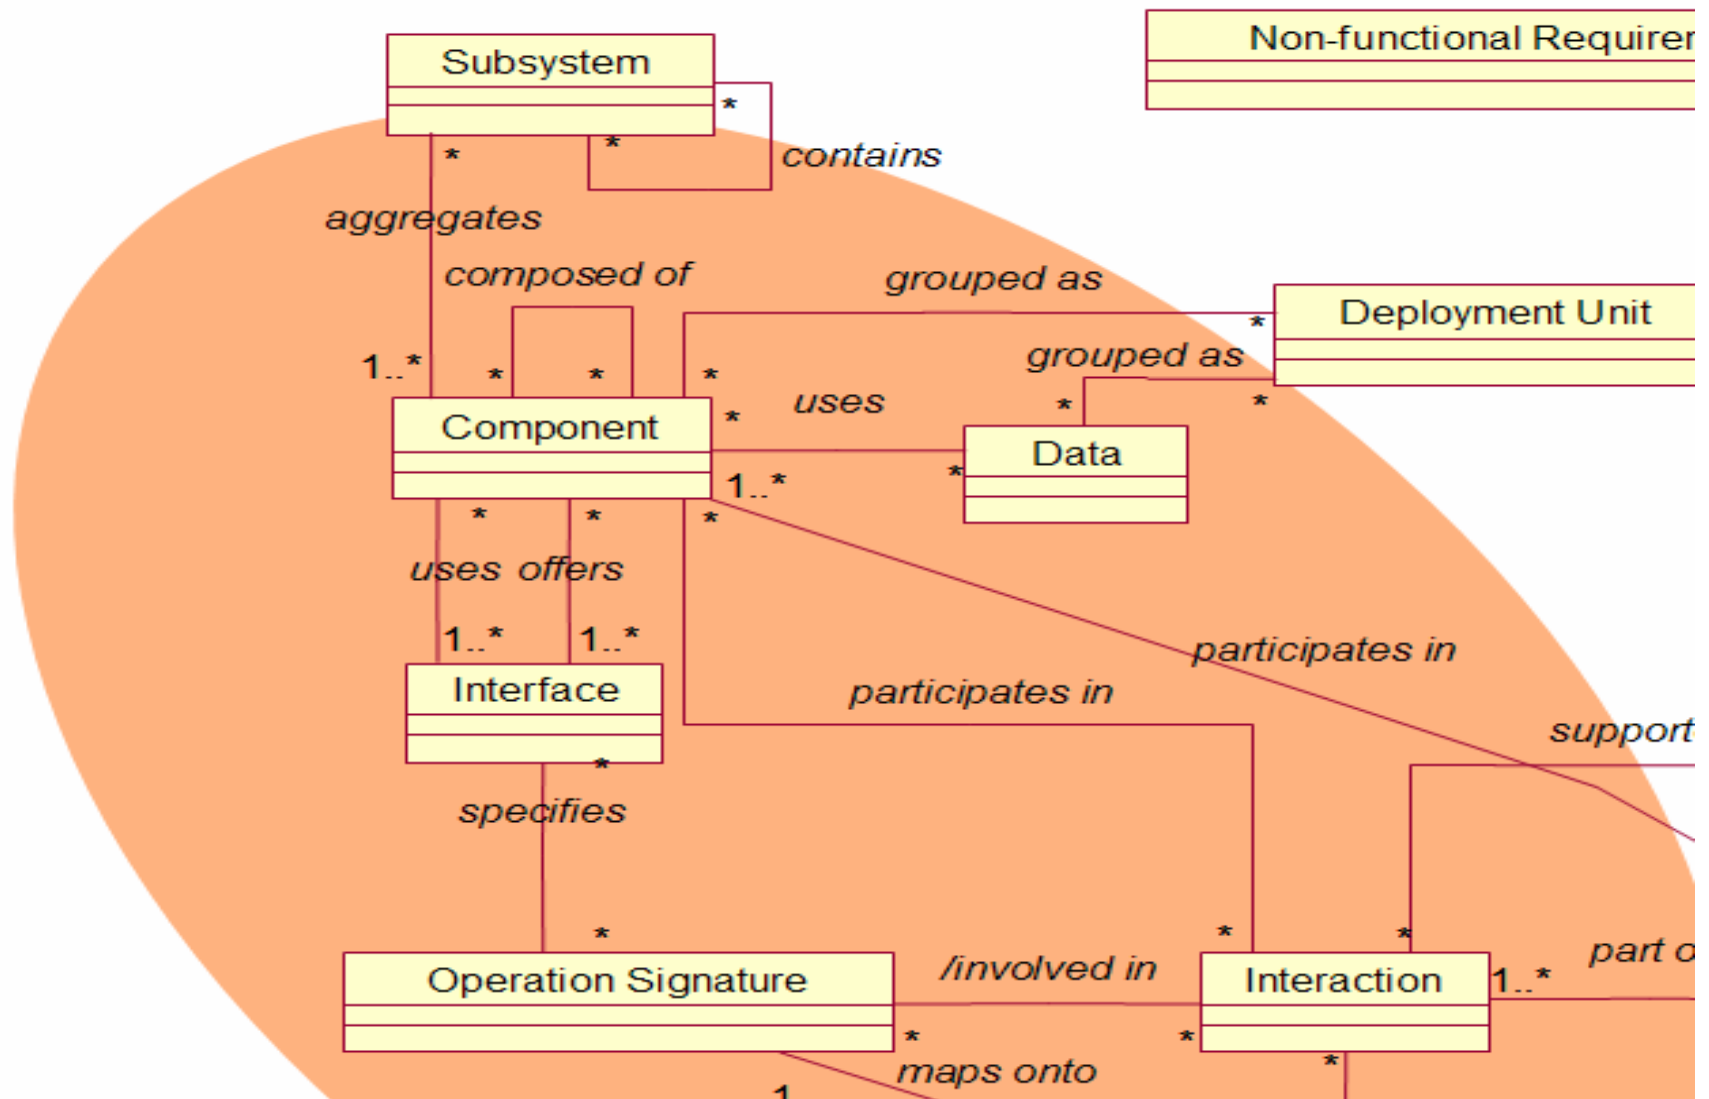 Subsystem
Non-functional Requirer
*
*
*
contains
aggregates
composed of
grouped as
Deployment Unit
*
grouped as
1..*
*
*
*
*
*
uses
*
Component
Data
*
1..*
*
*
*
uses
offers
1..*
1..*
participates in
Interface
participates in
support
*
specifies
*
*
*
part o
Operation Signature
/involved in
Interaction
1..*
*
*
*
maps onto
1